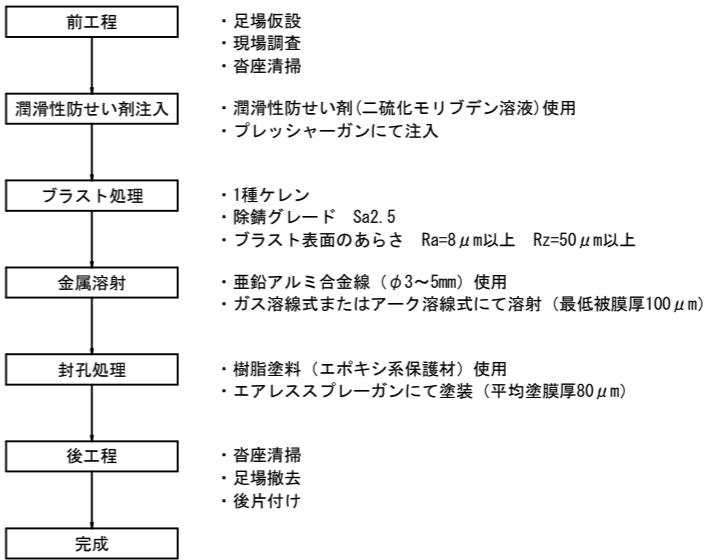 前工程
・足場仮設
・現場調査
・沓座清掃
潤滑性防せい剤注入
・潤滑性防せい剤(二硫化モリブデン溶液)使用
・プレッシャーガンにて注入
ブラスト処理
・1種ケレン
・除錆グレード　Sa2.5
・ブラスト表面のあらさ　Ra=8μm以上　Rz=50μm以上
金属溶射
・亜鉛アルミ合金線（φ3～5mm）使用
・ガス溶線式またはアーク溶線式にて溶射（最低被膜厚100μm）
封孔処理
・樹脂塗料（エポキシ系保護材）使用
・エアレススプレーガンにて塗装（平均塗膜厚80μm）
後工程
・沓座清掃
・足場撤去
・後片付け
完成